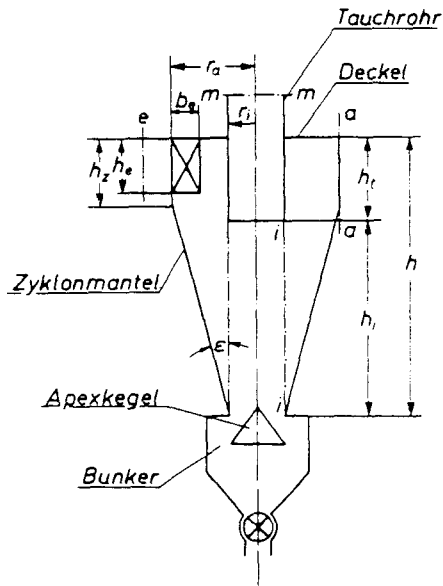 Tauchrohr
r_a
Deckel
m m
b_e
r_i
e
a
h_z
h_e
h_t
i
a
h
Zyklonmantel
h_i
ε
Apexkegel
i
Bunker